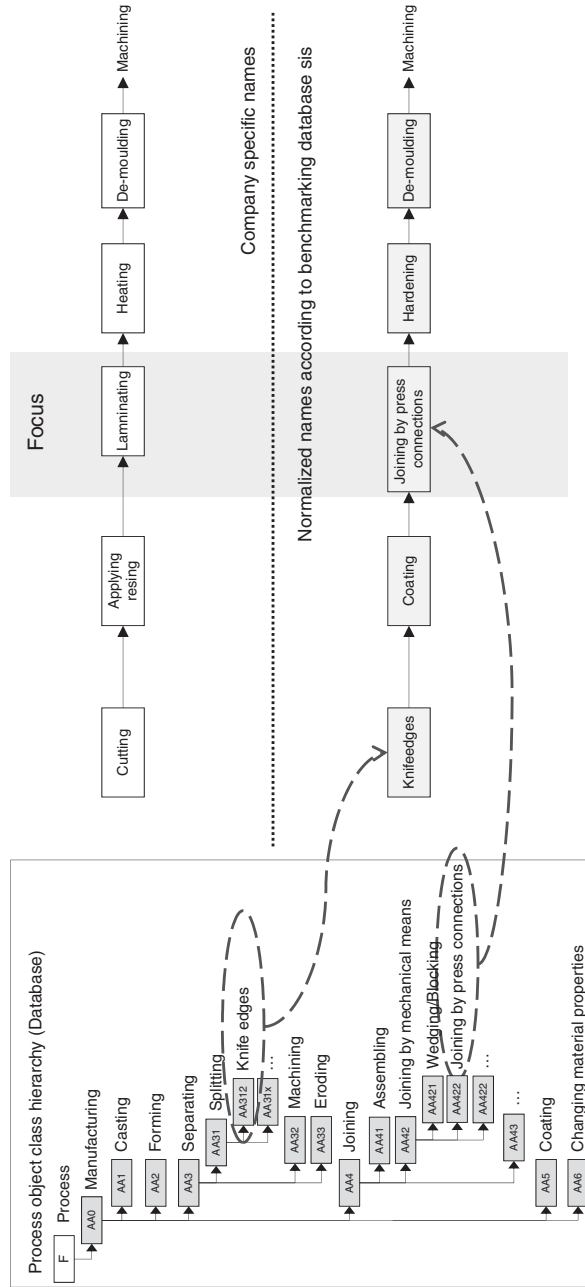 Process object class hierarchy (Database)
F Process
AA0 Manufacturing
AA1 Casting
AA2 Forming
AA3 Separating
AA31 Splitting
AA312 Knife edges
AA31x ...
AA32 Machining
AA33 Eroding
AA4 Joining
AA41 Assembling
AA42 Joining by mechanical means
AA421 Wedging/Blocking
AA422 Joining by press connections
AA422 ...
AA43 ...
AA5 Coating
AA6 Changing material properties
Focus
Cutting
Applying
resing
Lamninating
Heating
De-moulding
Machining
Company specific names
Normalized names according to benchmarking database sis
Knifeedges
Coating
Joining by press
connections
Hardening
De-moulding
Machining